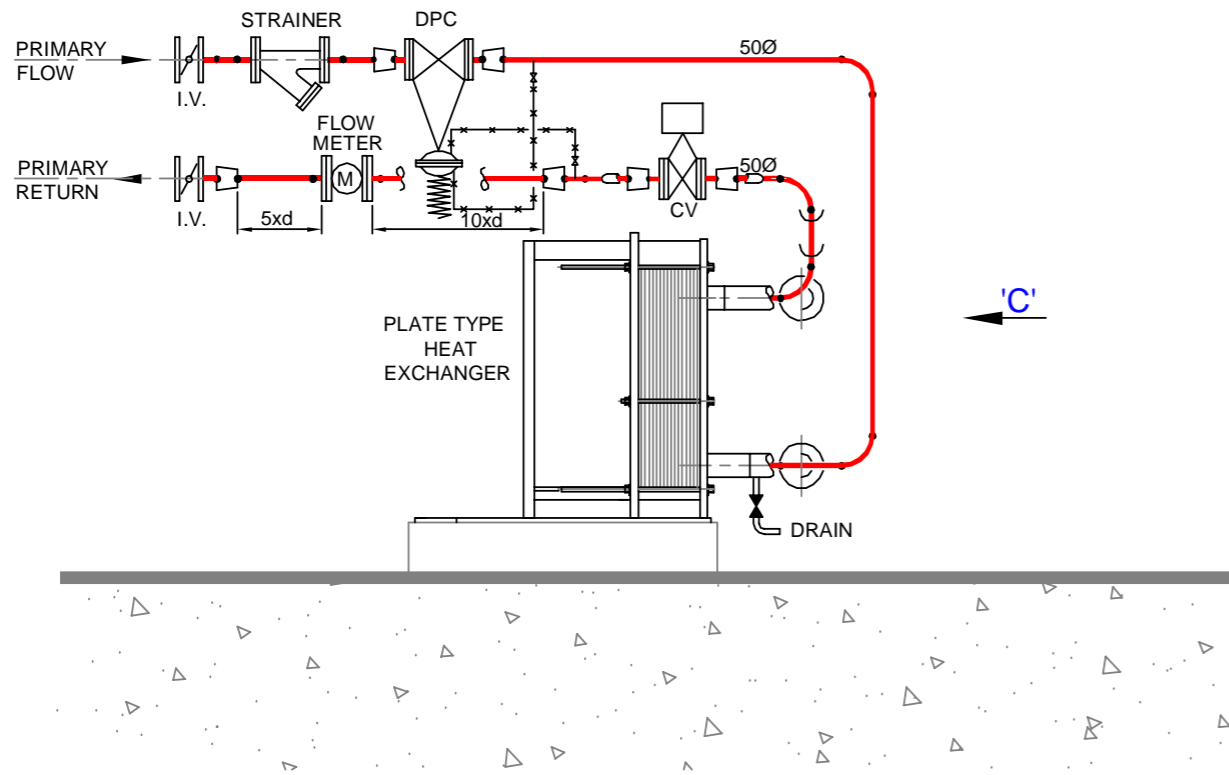 STRAINER
DPC
PRIMARY
FLOW
50Ø
I.V.
FLOW
METER
PRIMARY
RETURN
M
50Ø
I.V.
CV
5xd
10xd
'C'
PLATE TYPE
HEAT
EXCHANGER
DRAIN